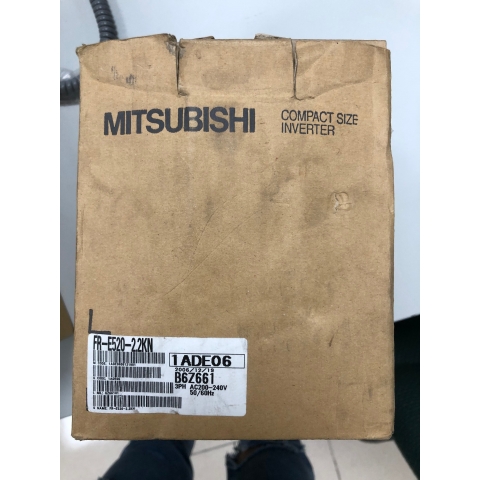 MITSUBISHI
COMPACT SIZE
INVERTER
FR-E520-2.2KN
1ADE06
2006/12/19
B6Z661
3PH AC200-240V
50/60Hz